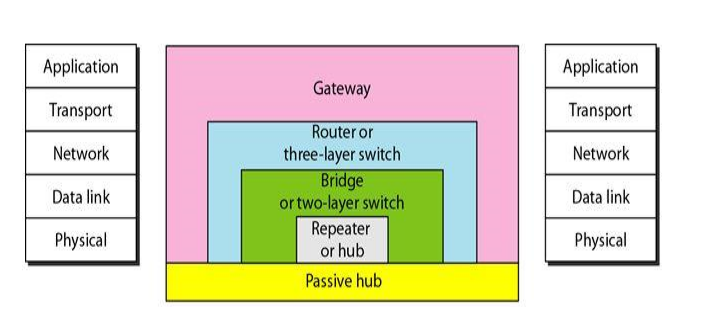 Application
Transport
Network
Data link
Physical
Gateway
Router or
three-layer switch
Bridge
or two-layer switch
Repeater
or hub
Passive hub
Application
Transport
Network
Data link
Physical